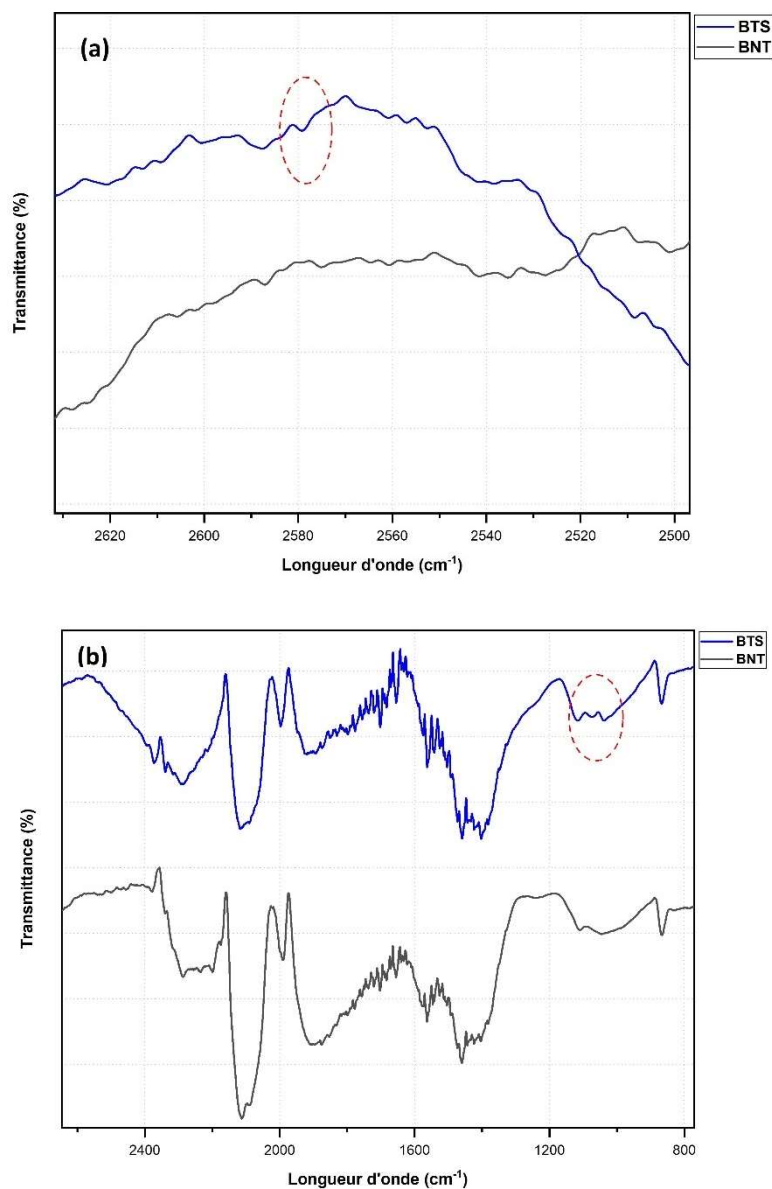 (a)
BTS
BNT
Transmittance (%)
2620 2600 2580 2560 2540 2520 2500
Longueur d'onde (cm⁻¹)
(b)
BTS
BNT
Transmittance (%)
2400 2000 1600 1200 800
Longueur d'onde (cm⁻¹)